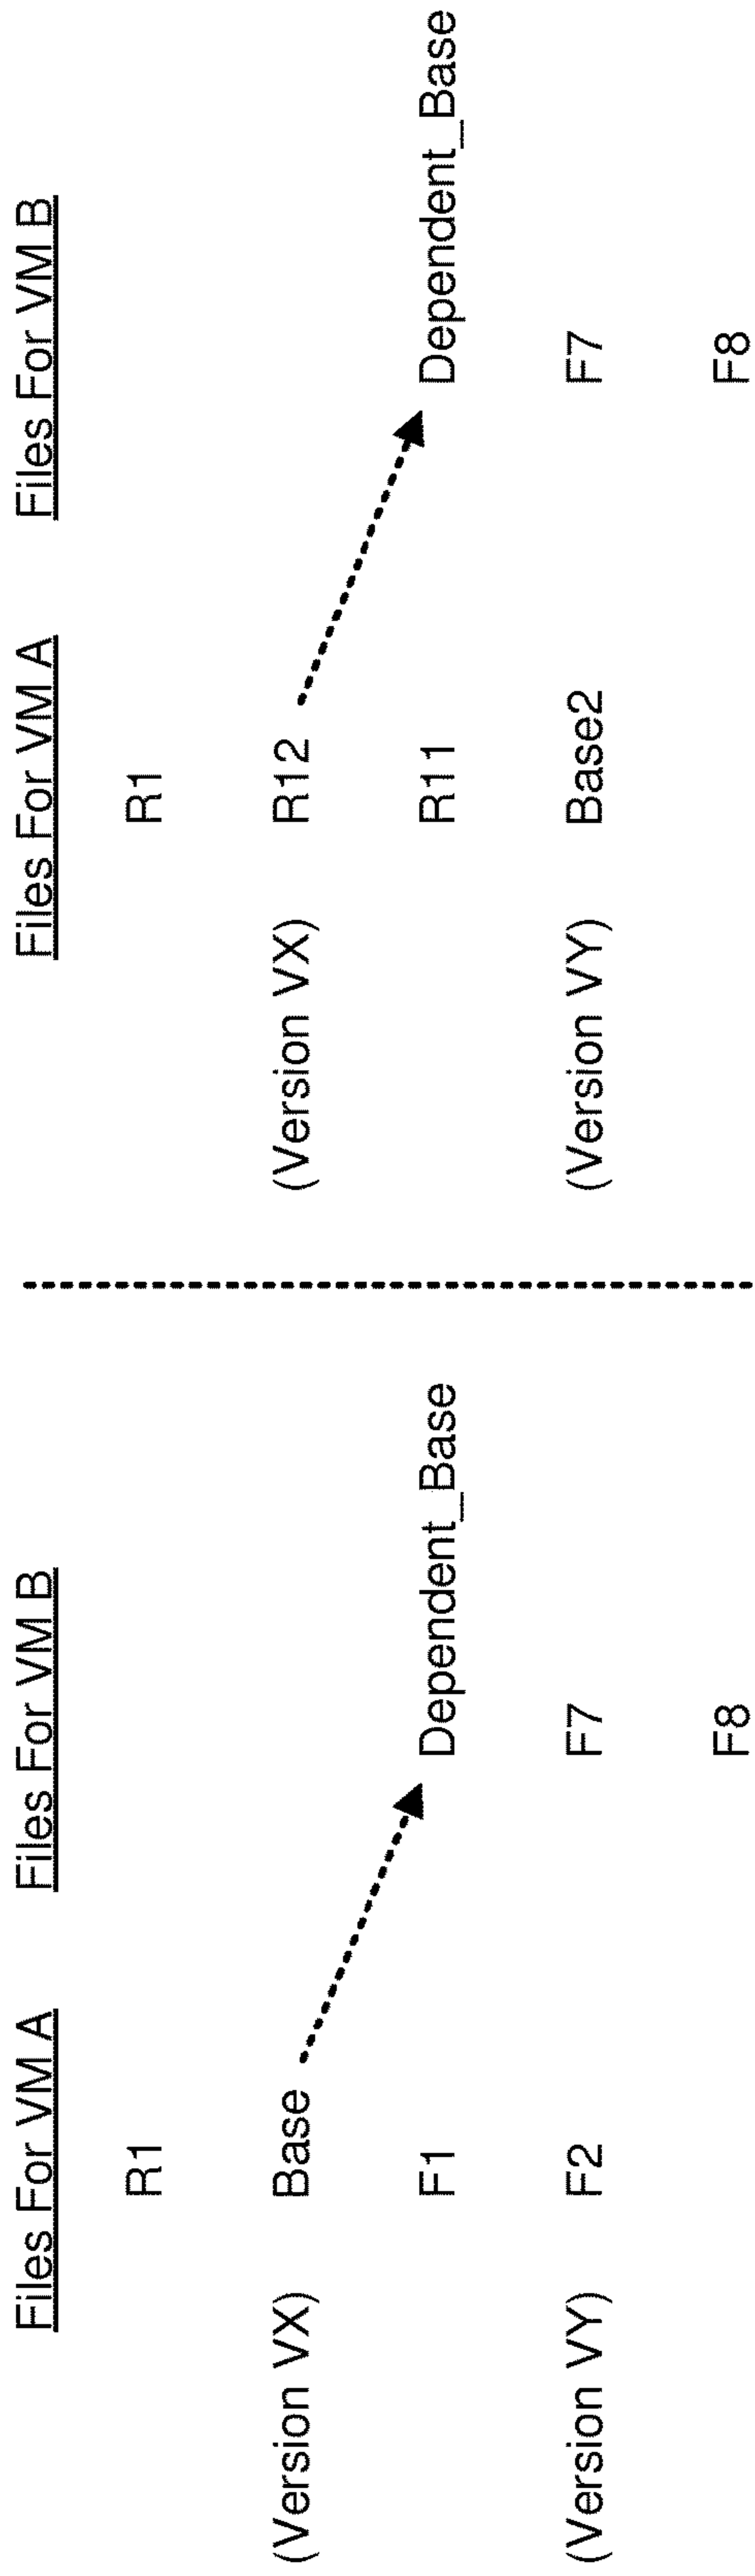 Files For VM A Files For VM B
R1
(Version VX) Base
F1 Dependent_Base
(Version VY) F2 F7
F8
Files For VM A Files For VM B
R1
(Version VX) R12
R11 Dependent_Base
(Version VY) Base2 F7
F8